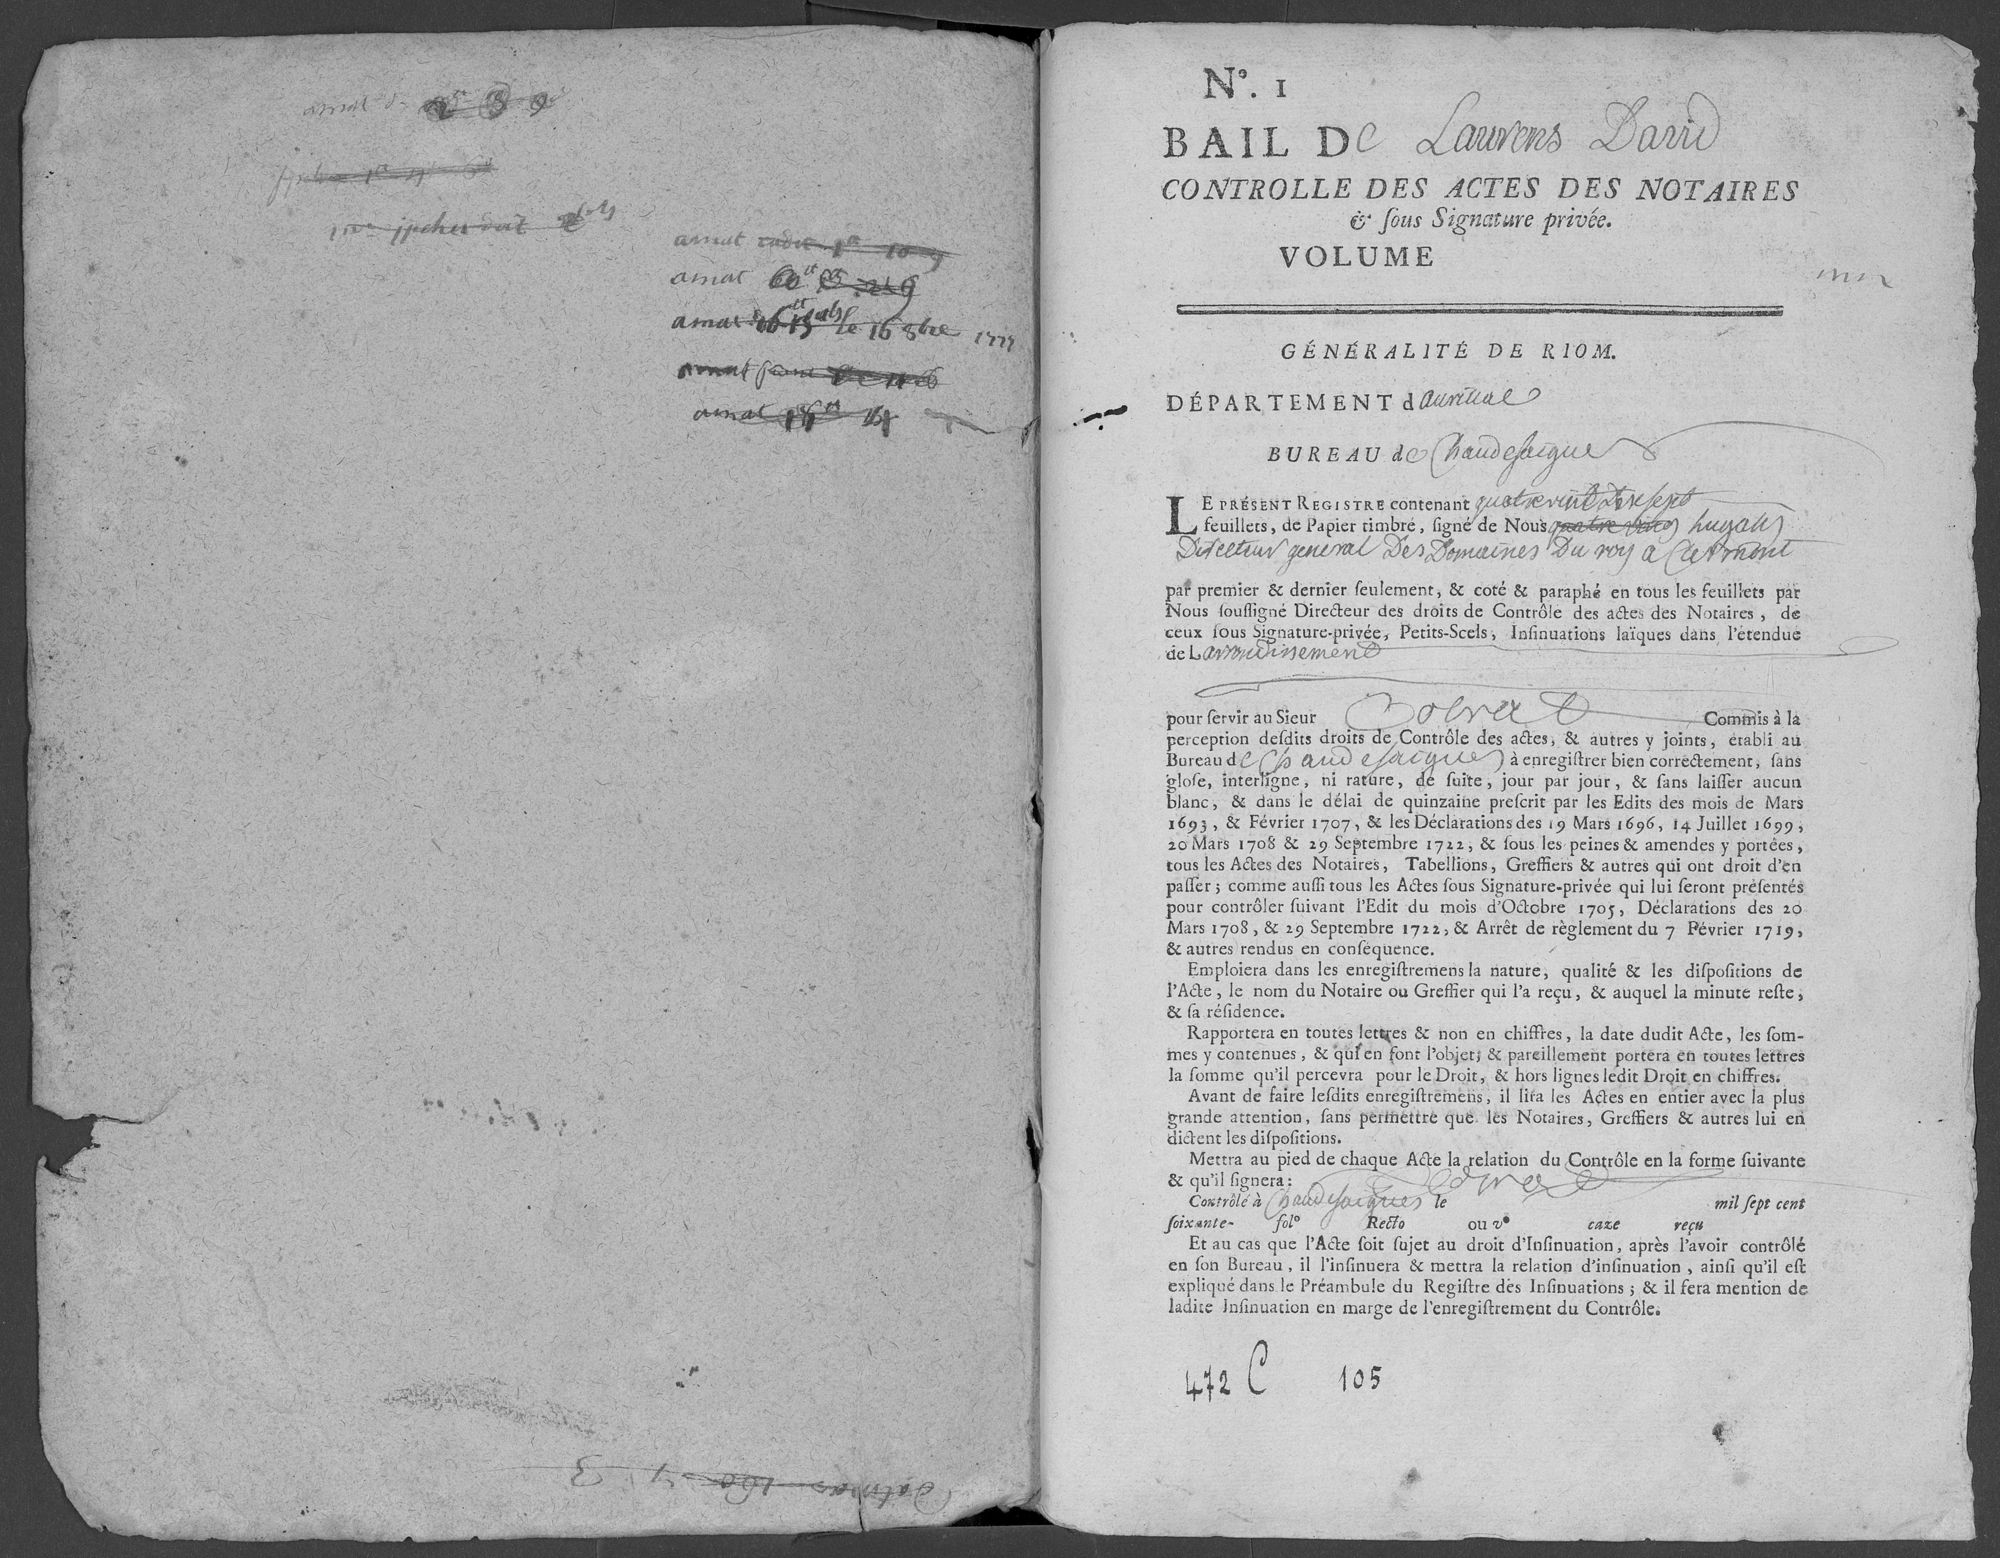 amat
amat
amat
amat le 16 8bre 1777
amat
amat
N°. 1
BAIL De Laurens David
CONTROLLE DES ACTES DES NOTAIRES
& ſous Signature privée.
VOLUME
GÉNÉRALITÉ DE RIOM.
DÉPARTEMENT d aurillac
BUREAU de Chaudesaigues
LE PRÉSENT REGISTRE contenant quatre vint dix sept
feuillets, de Papier timbré, ſigné de Nous
Directeur general Des Domaines Du roy a Clermont
par premier & dernier ſeulement, & coté & paraphé en tous les feuillets par
Nous ſouſſigné Directeur des droits de Contrôle des actes des Notaires, de
ceux ſous Signature-privée, Petits-Scels, Inſinuations laïques dans l'étendue
de Larrondissement
pour ſervir au Sieur Commis à la
perception deſdits droits de Contrôle des actes, & autres y joints, établi au
Bureau de Chaudesaigues à enregiſtrer bien correctement, ſans
gloſe, interligne, ni rature, de ſuite, jour par jour, & ſans laiſſer aucun
blanc, & dans le délai de quinzaine preſcrit par les Edits des mois de Mars
1693, & Février 1707, & les Déclarations des 19 Mars 1696, 14 Juillet 1699,
20 Mars 1708 & 29 Septembre 1722, & ſous les peines & amendes y portées,
tous les Actes des Notaires, Tabellions, Greffiers & autres qui ont droit d'en
paſſer; comme auſſi tous les Actes ſous Signature-privée qui lui ſeront préſentés
pour contrôler ſuivant l'Edit du mois d'Octobre 1705, Déclarations des 20
Mars 1708, & 29 Septembre 1722, & Arrêt de règlement du 7 Février 1719,
& autres rendus en conſéquence.
Emploiera dans les enregiſtremens la nature, qualité & les diſpoſitions de
l'Acte, le nom du Notaire ou Greffier qui l'a reçu, & auquel la minute reſte,
& ſa réſidence.
Rapportera en toutes lettres & non en chiffres, la date dudit Acte, les ſom-
mes y contenues, & qui en font l'objet; & pareillement portera en toutes lettres
la ſomme qu'il percevra pour le Droit, & hors lignes ledit Droit en chiffres.
Avant de faire leſdits enregiſtremens, il lira les Actes en entier avec la plus
grande attention, ſans permettre que les Notaires, Greffiers & autres lui en
dictent les diſpoſitions.
Mettra au pied de chaque Acte la relation du Contrôle en la forme ſuivante
& qu'il ſignera:
Contrôlé à Chaudesaigues le mil ſept cent
ſoixante- fol° Recto ou v° caze reçu
Et au cas que l'Acte ſoit ſujet au droit d'Inſinuation, après l'avoir contrôlé
en ſon Bureau, il l'inſinuera & mettra la relation d'inſinuation, ainſi qu'il eſt
expliqué dans le Préambule du Regiſtre des Inſinuations; & il fera mention de
ladite Inſinuation en marge de l'enregiſtrement du Contrôle.
472 C 105